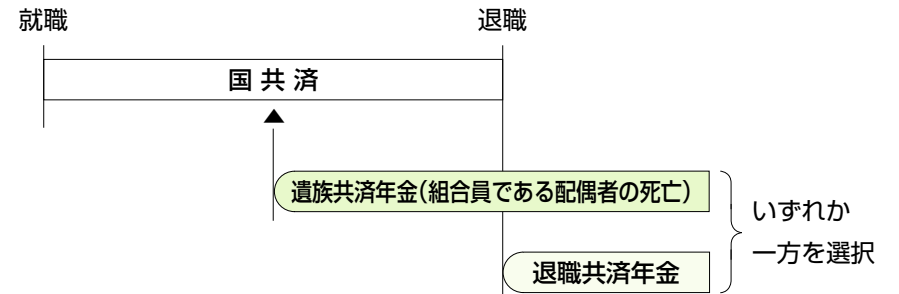 就職
退職
国共済
遺族共済年金(組合員である配偶者の死亡)
いずれか
一方を選択
退職共済年金